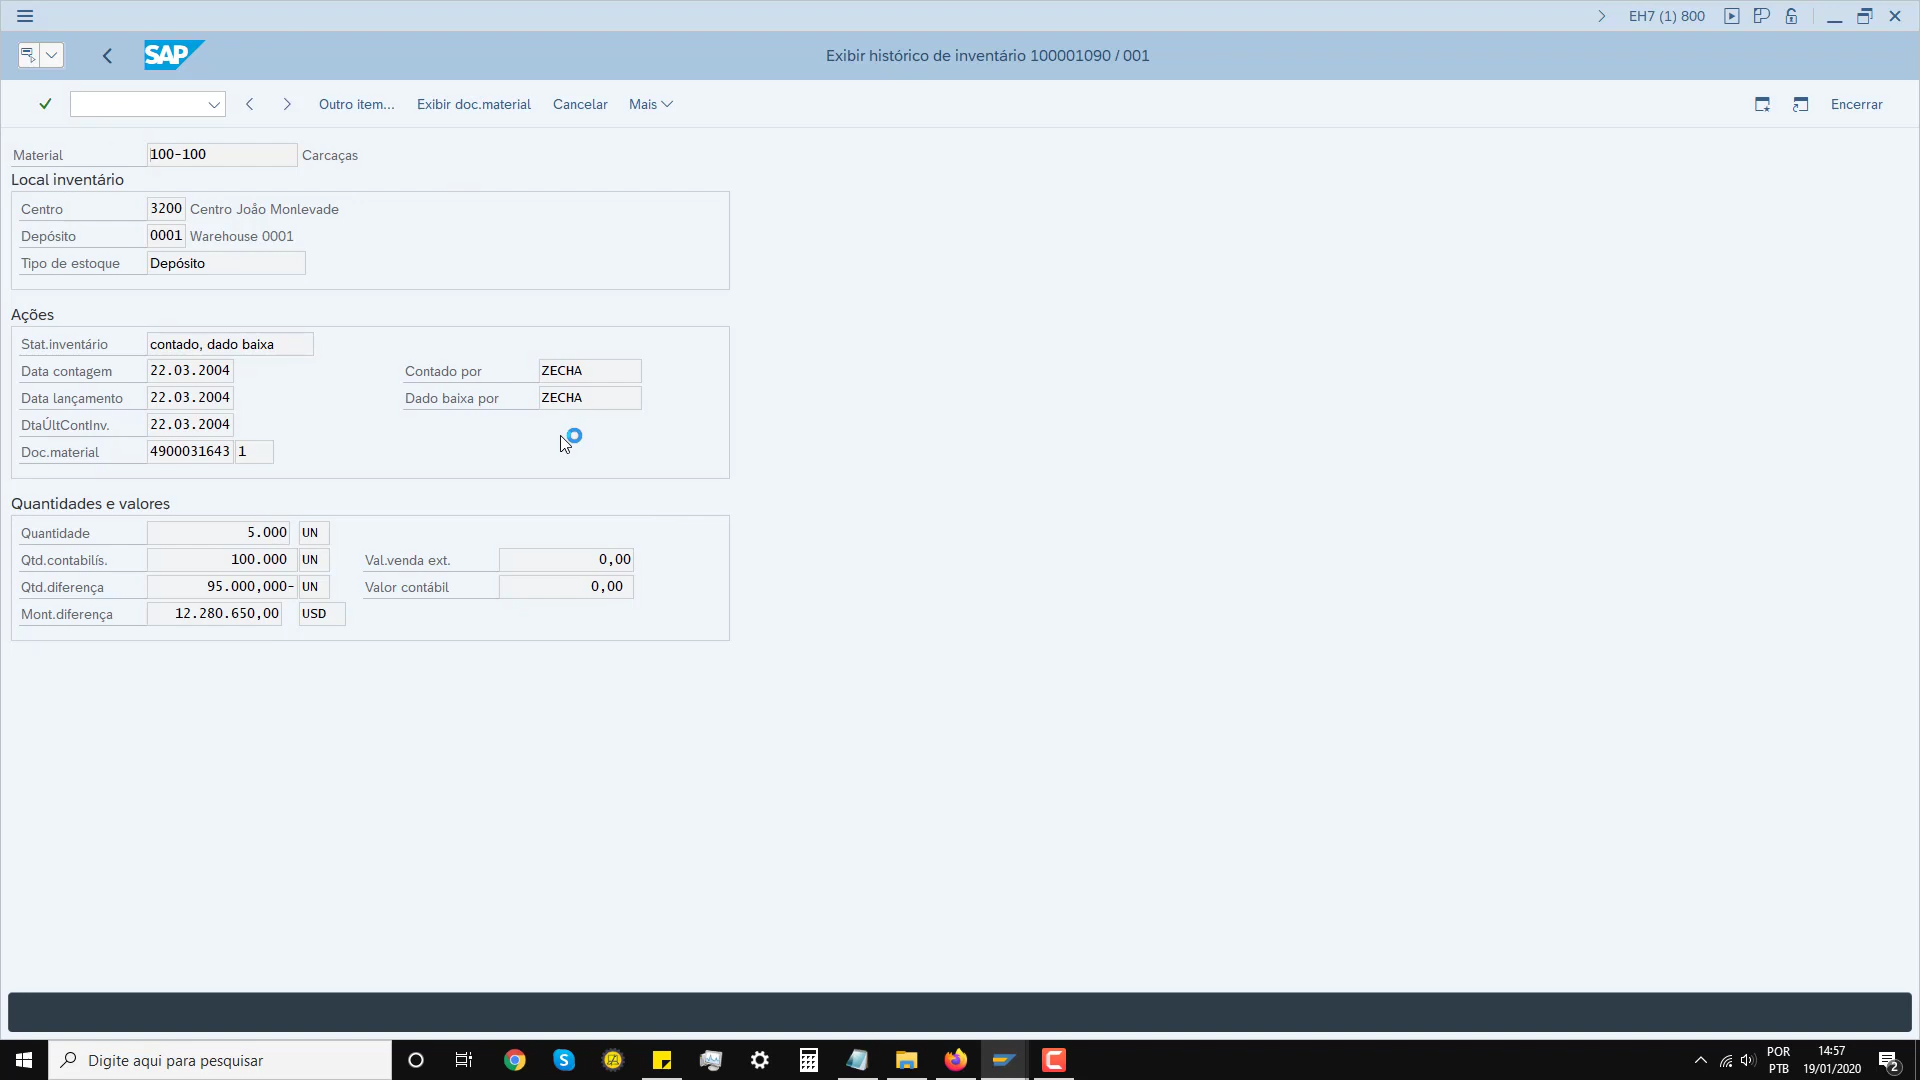 EH7 (1) 800
SAP
Exibir histórico de inventário 100001090 / 001
Outro item... Exibir doc.material Cancelar Mais Encerrar
Material 100-100 Carcaças
Local inventário
Centro 3200 Centro João Monlevade
Depósito 0001 Warehouse 0001
Tipo de estoque Depósito
Ações
Stat.inventário contado, dado baixa
Data contagem 22.03.2004 Contado por ZECHA
Data lançamento 22.03.2004 Dado baixa por ZECHA
DtaÚltContInv. 22.03.2004
Doc.material 4900031643 1
Quantidades e valores
Quantidade 5.000 UN
Qtd.contabilís. 100.000 UN Val.venda ext. 0,00
Qtd.diferença 95.000,000- UN Valor contábil 0,00
Mont.diferença 12.280.650,00 USD
Digite aqui para pesquisar
POR
PTB
14:57
19/01/2020
2